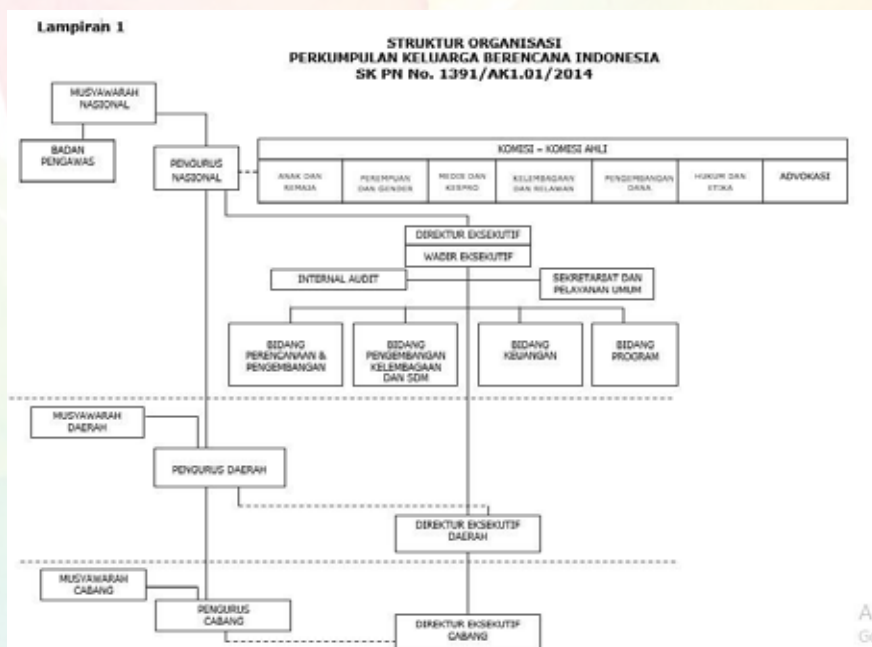 Lampiran 1
STRUKTUR ORGANISASI
PERKUMPULAN KELUARGA BERENCANA INDONESIA
SK PN No. 1391/AK1.01/2014
MUSYAWARAH
NASIONAL
BADAN
PENGAWAS
PENGURUS
NASIONAL
KOMISI – KOMISI AHLI
ANAK DAN
REMAJA
PEREMPUAN
DAN GENDER
MEDIS DAN
KESPRO
KELEMBAGAAN
DAN RELAWAN
PENGEMBANGAN
DANA
HUKUM DAN
ETIKA
ADVOKASI
DIREKTUR EKSEKUTIF
WADIR EKSEKUTIF
INTERNAL AUDIT
SEKRETARIAT DAN
PELAYANAN UMUM
BIDANG
PERENCANAAN &
PENGEMBANGAN
BIDANG
PENGEMBANGAN
KELEMBAGAAN
DAN SDM
BIDANG
KEUANGAN
BIDANG
PROGRAM
MUSYAWARAH
DAERAH
PENGURUS DAERAH
DIREKTUR EKSEKUTIF
DAERAH
MUSYAWARAH
CABANG
PENGURUS
CABANG
DIREKTUR EKSEKUTIF
CABANG